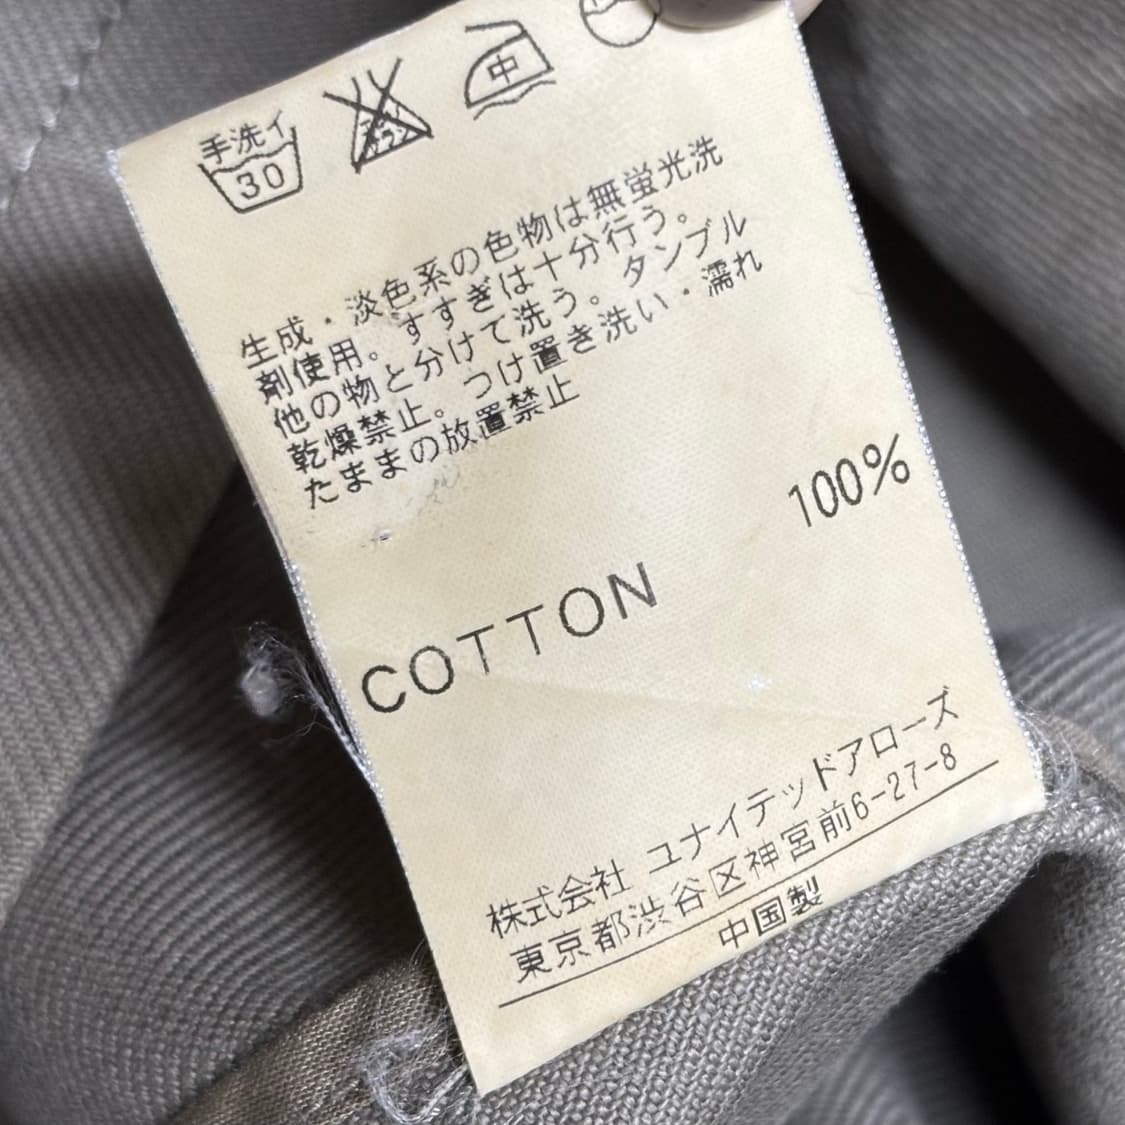 手洗イ
30
中
生成・淡色系の色物は無蛍光洗
剤使用。すすぎは十分行う。
他の物と分けて洗う。タンブル
乾燥禁止。つけ置き洗い・濡れ
たままの放置禁止
100%
COTTON
株式会社 ユナイテッドアローズ
東京都渋谷区神宮前6-27-8
中国製